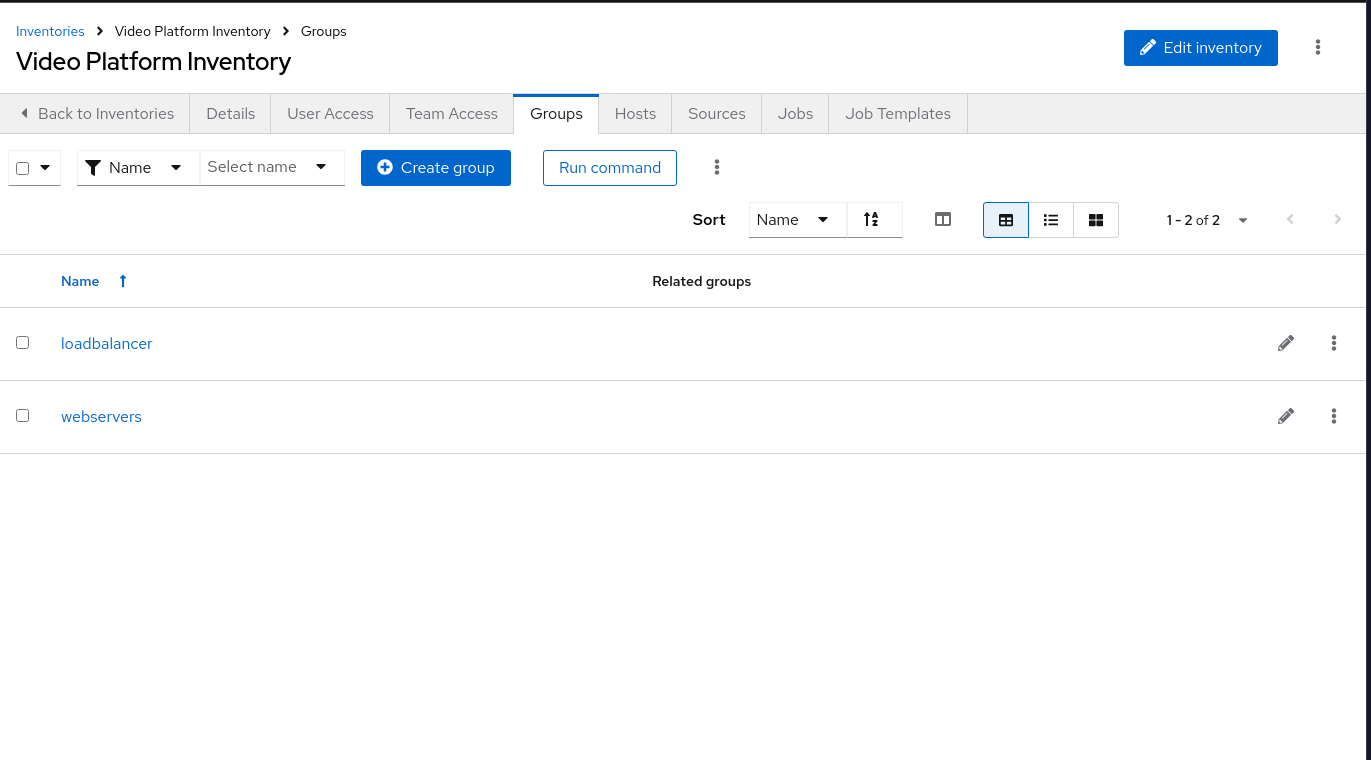 Inventories Video Platform Inventory Groups
Video Platform Inventory
Edit inventory
Back to Inventories Details User Access Team Access Groups Hosts Sources Jobs Job Templates
Name Select name Create group Run command
Sort Name 1 - 2 of 2
Name Related groups
loadbalancer
webservers